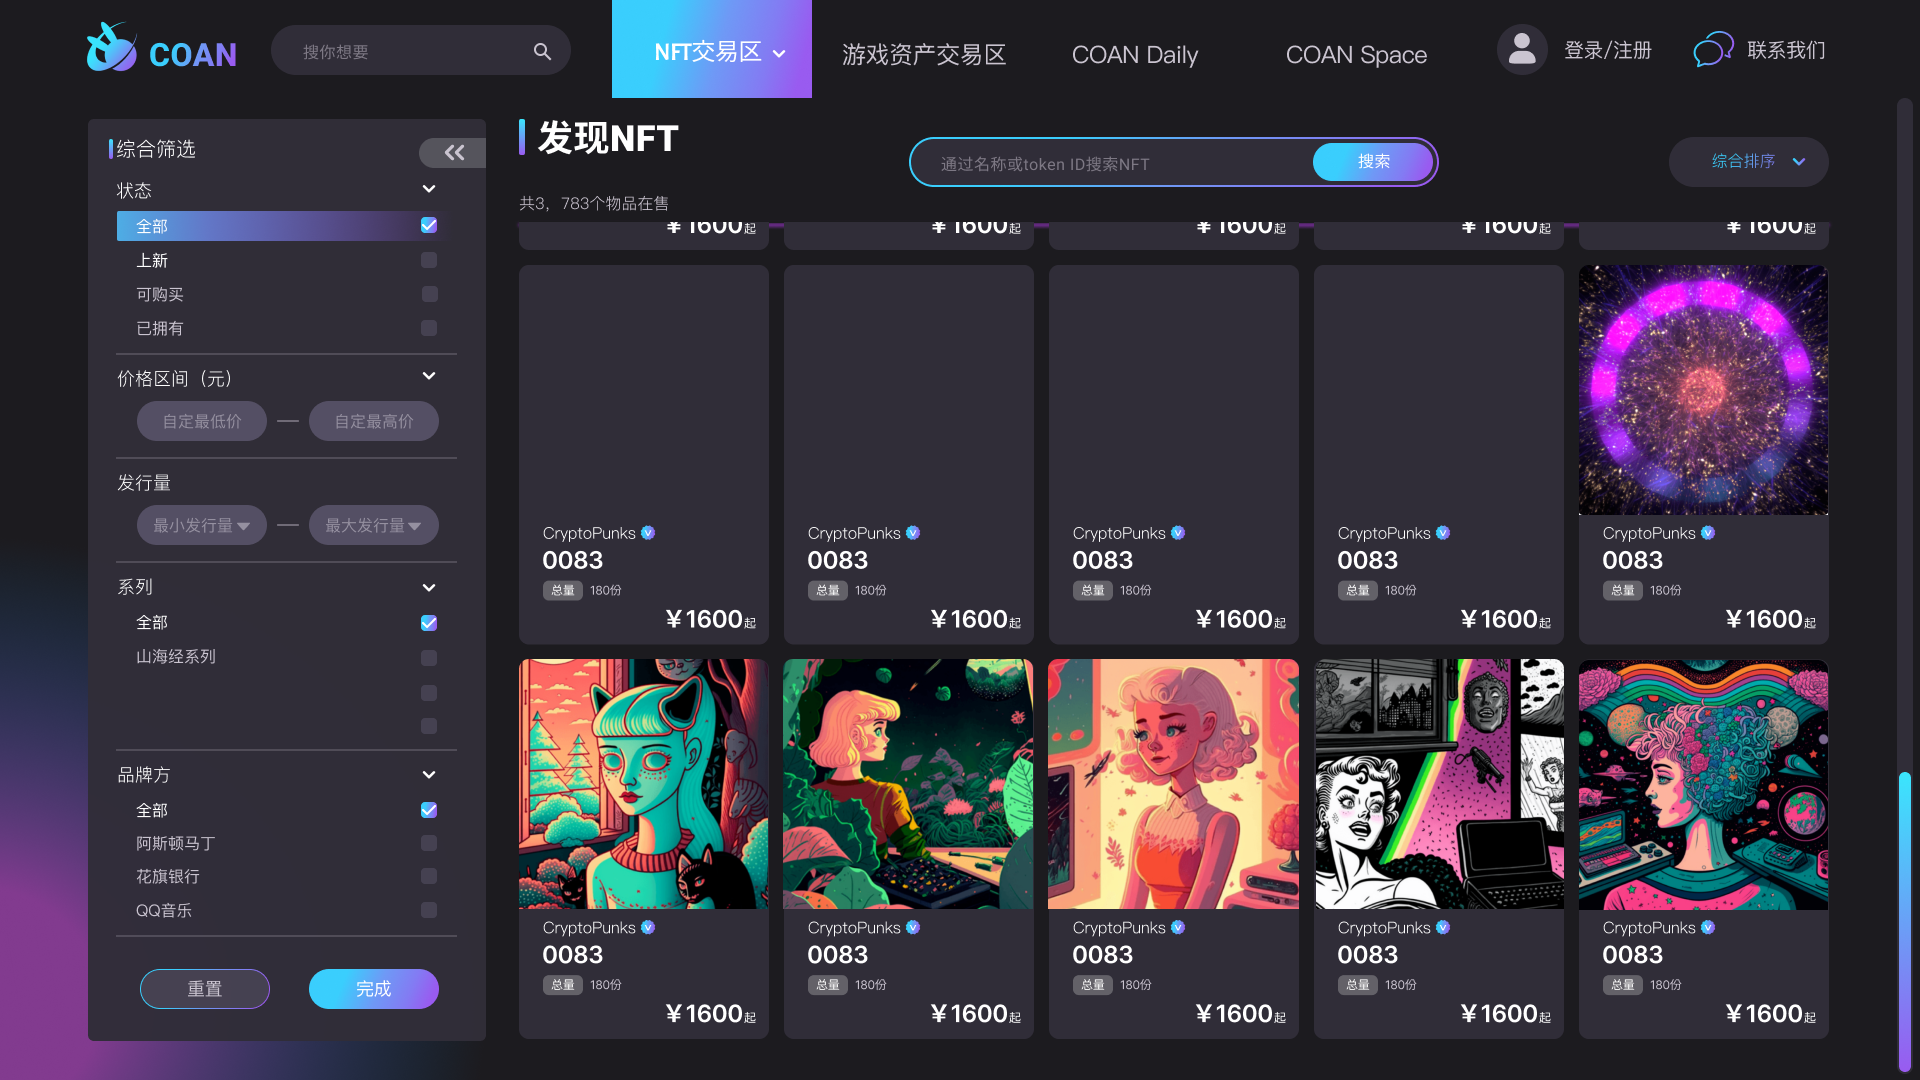 COAN
搜你想要
NFT交易区
游戏资产交易区
COAN Daily
COAN Space
登录/注册
联系我们
综合筛选
状态
全部
上新
可购买
已拥有
价格区间（元）
自定最低价 — 自定最高价
发行量
最小发行量 — 最大发行量
系列
全部
山海经系列
品牌方
全部
阿斯顿马丁
花旗银行
QQ音乐
重置
完成
发现NFT
通过名称或token ID搜索NFT
搜索
综合排序
共3，783个物品在售
￥1600起 ￥1600起 ￥1600起 ￥1600起 ￥1600起
CryptoPunks CryptoPunks CryptoPunks CryptoPunks CryptoPunks
0083 0083 0083 0083 0083
总量 180份 总量 180份 总量 180份 总量 180份 总量 180份
￥1600起 ￥1600起 ￥1600起 ￥1600起 ￥1600起
CryptoPunks CryptoPunks CryptoPunks CryptoPunks CryptoPunks
0083 0083 0083 0083 0083
总量 180份 总量 180份 总量 180份 总量 180份 总量 180份
￥1600起 ￥1600起 ￥1600起 ￥1600起 ￥1600起